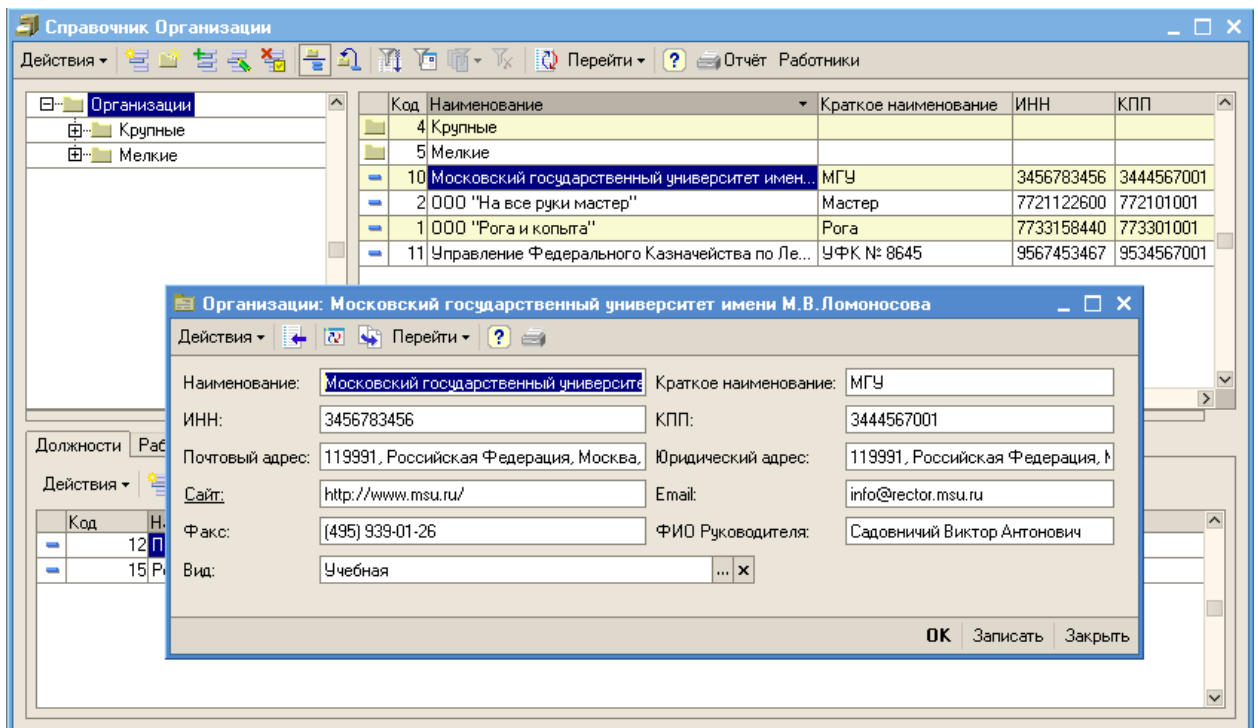 Справочник Организации
Действия Перейти Отчёт Работники
Организации
Крупные
Мелкие
Код Наименование Краткое наименование ИНН КПП
4 Крупные
5 Мелкие
10 Московский государственный университет имен... МГУ 3456783456 3444567001
2 ООО "На все руки мастер" Мастер 7721122600 772101001
1 ООО "Рога и копыта" Рога 7733158440 773301001
11 Управление Федерального Казначейства по Ле... УФК № 8645 9567453467 9534567001
Организации: Московский государственный университет имени М.В.Ломоносова
Действия Перейти
Наименование: Московский государственный университе Краткое наименование: МГУ
ИНН: 3456783456 КПП: 3444567001
Почтовый адрес: 119991, Российская Федерация, Москва, Юридический адрес: 119991, Российская Федерация,
Сайт: http://www.msu.ru/ Email: info@rector.msu.ru
Факс: (495) 939-01-26 ФИО Руководителя: Садовничий Виктор Антонович
Вид: Учебная ...
OK Записать Закрыть
Должности Раб
Действия
Код
12
15